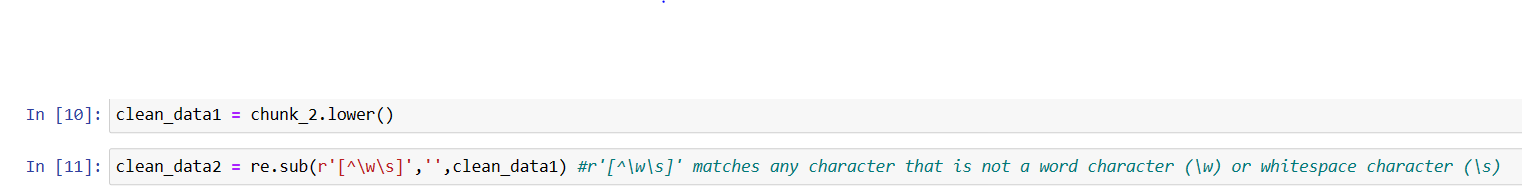 In [10]: clean_data1 = chunk_2.lower()
In [11]: clean_data2 = re.sub(r'[^\w\s]','',clean_data1) #r'[^\w\s]' matches any character that is not a word character (\w) or whitespace character (\s)